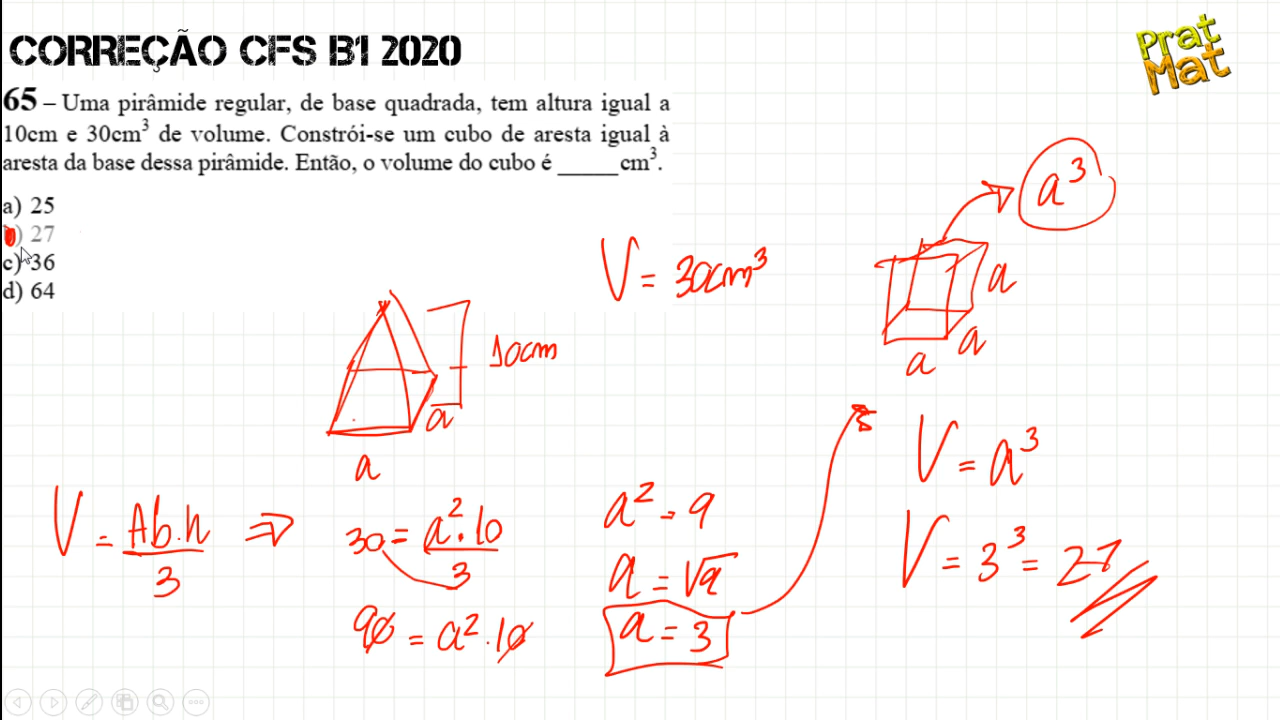 CORREÇÃO CFS B1 2020
Prat
Mat
65 – Uma pirâmide regular, de base quadrada, tem altura igual a
10cm e 30cm³ de volume. Constrói-se um cubo de aresta igual à
aresta da base dessa pirâmide. Então, o volume do cubo é _____ cm³.
a) 25
) 27
c) 36
d) 64
V = 30cm³
a³
a
a
a
10cm
a
a
V = Ab.h / 3 ⇒
30 = a².10 / 3
90 = a².10
a² = 9
a = √9
a = 3
V = a³
V = 3³ = 27